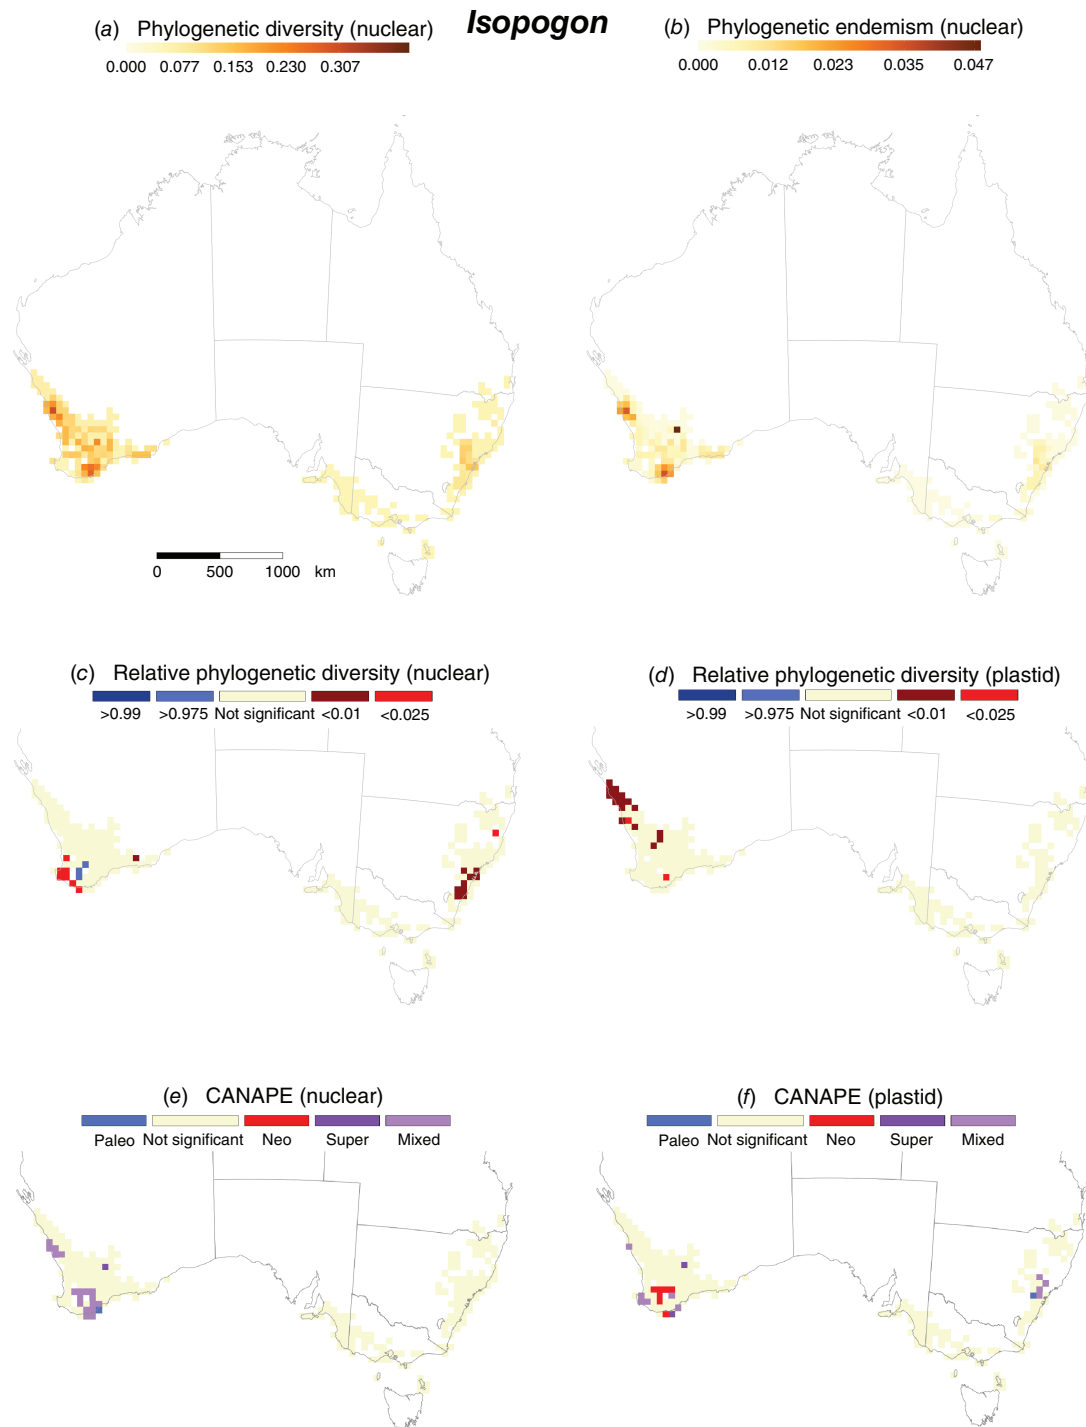 Isopogon
(a) Phylogenetic diversity (nuclear)
0.000 0.077 0.153 0.230 0.307
(b) Phylogenetic endemism (nuclear)
0.000 0.012 0.023 0.035 0.047
0 500 1000 km
(c) Relative phylogenetic diversity (nuclear)
>0.99 >0.975 Not significant <0.01 <0.025
(d) Relative phylogenetic diversity (plastid)
>0.99 >0.975 Not significant <0.01 <0.025
(e) CANAPE (nuclear)
Paleo Not significant Neo Super Mixed
(f) CANAPE (plastid)
Paleo Not significant Neo Super Mixed